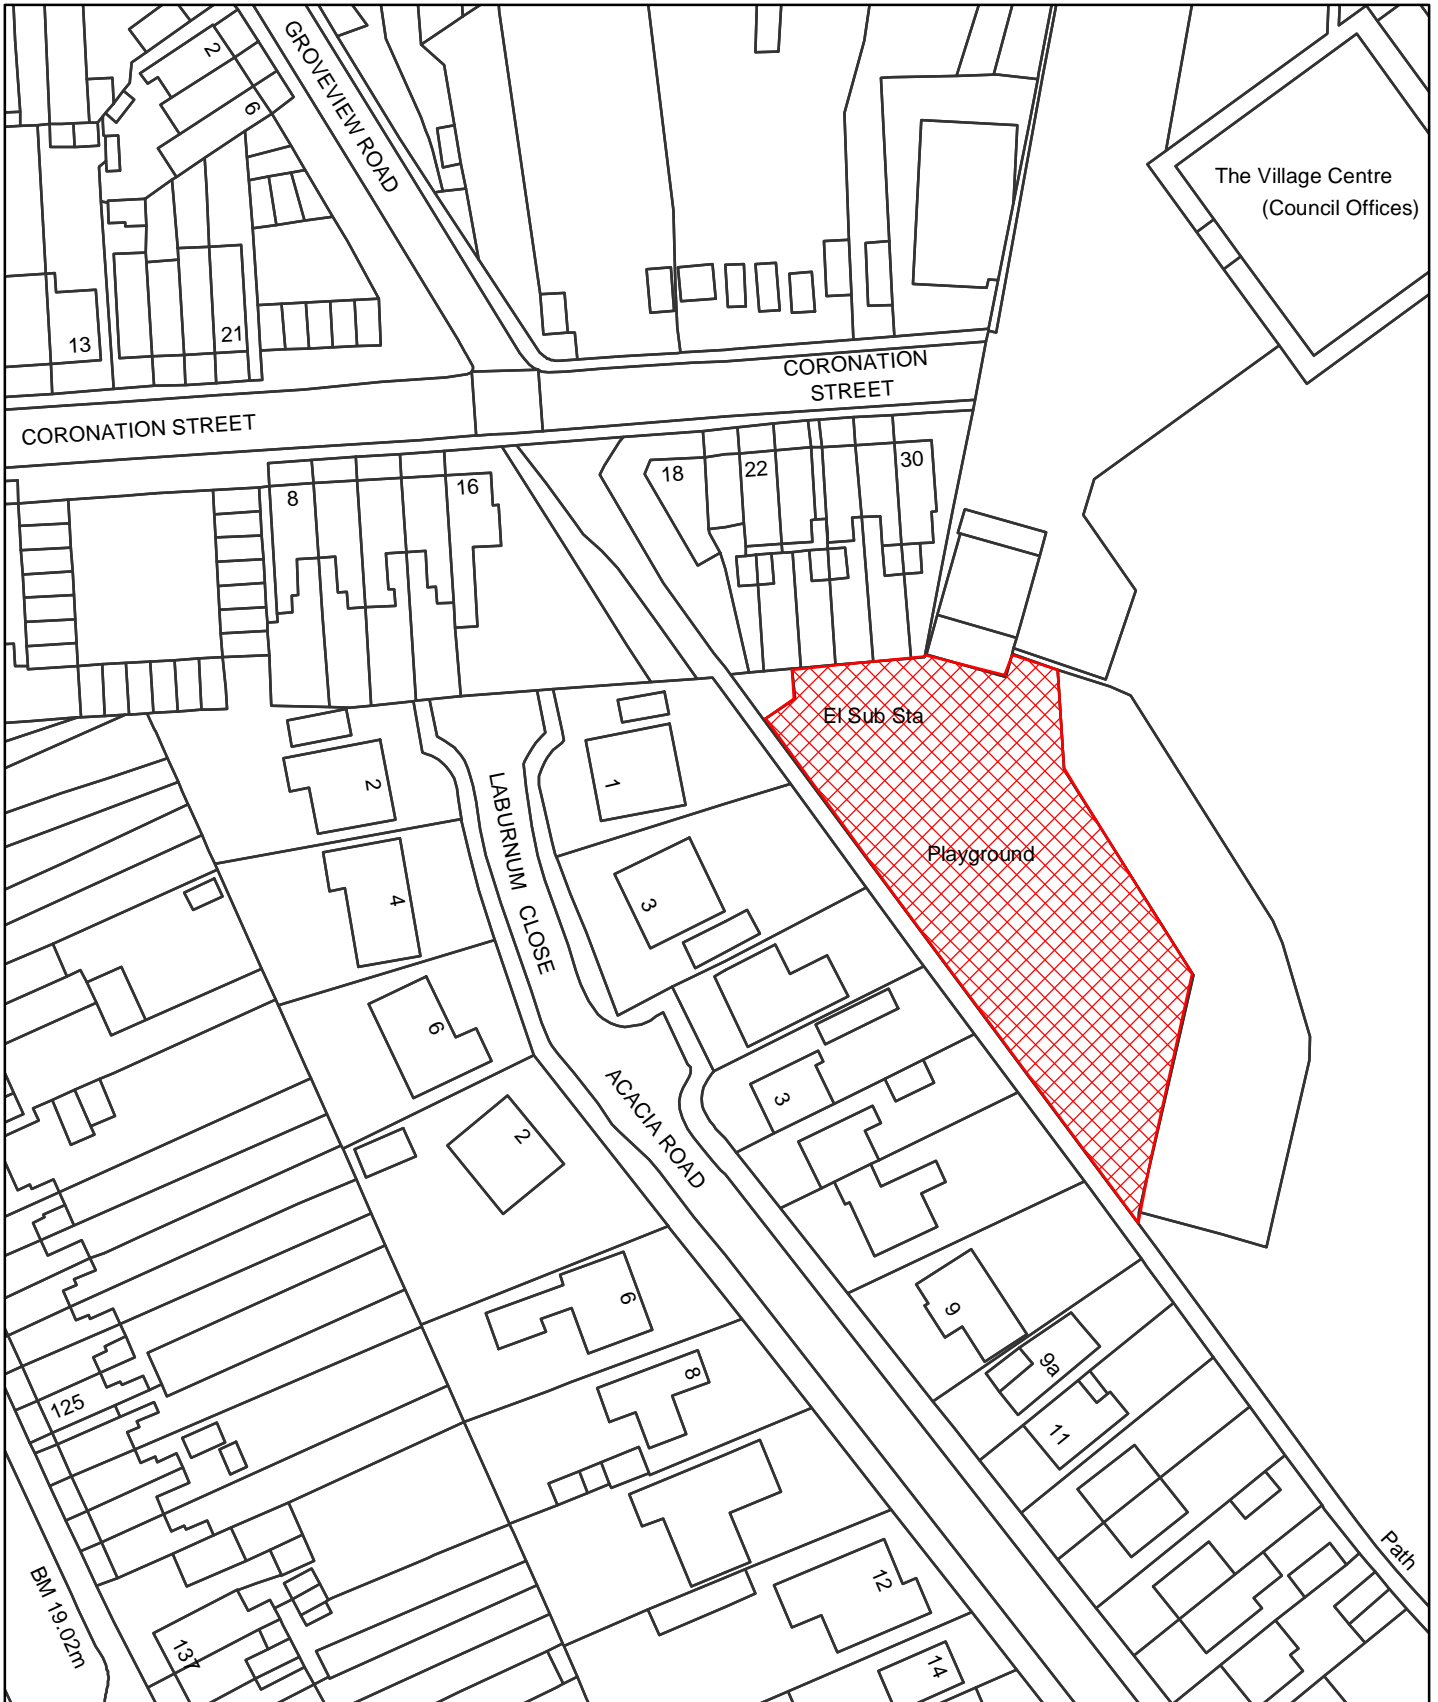 2
6
GROVEVIEW ROAD
The Village Centre
(Council Offices)
13
21
CORONATION
STREET
CORONATION STREET
8
16
18
22
30
El Sub Sta
2
1
LABURNUM CLOSE
Playground
4
3
6
ACACIA ROAD
3
2
6
9
9a
8
11
125
Path
BM 19.02m
12
137
14